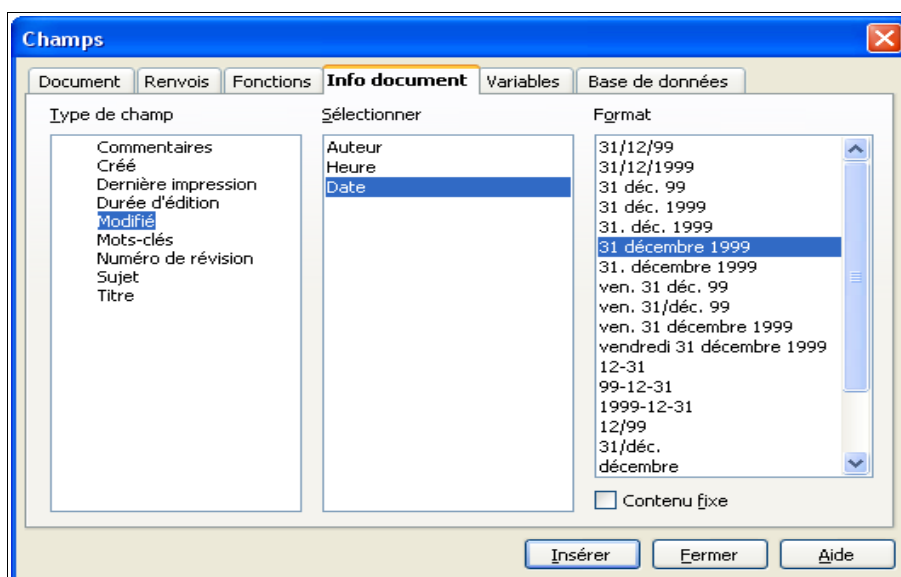 Champs
Document Renvois Fonctions Info document Variables Base de données
Type de champ
Commentaires
Créé
Dernière impression
Durée d'édition
Modifié
Mots-clés
Numéro de révision
Sujet
Titre
Sélectionner
Auteur
Heure
Date
Format
31/12/99
31/12/1999
31 déc. 99
31 déc. 1999
31. déc. 1999
31 décembre 1999
31. décembre 1999
ven. 31 déc. 99
ven. 31/déc. 99
ven. 31 décembre 1999
vendredi 31 décembre 1999
12-31
99-12-31
1999-12-31
12/99
31/déc.
décembre
Contenu fixe
Insérer Fermer Aide